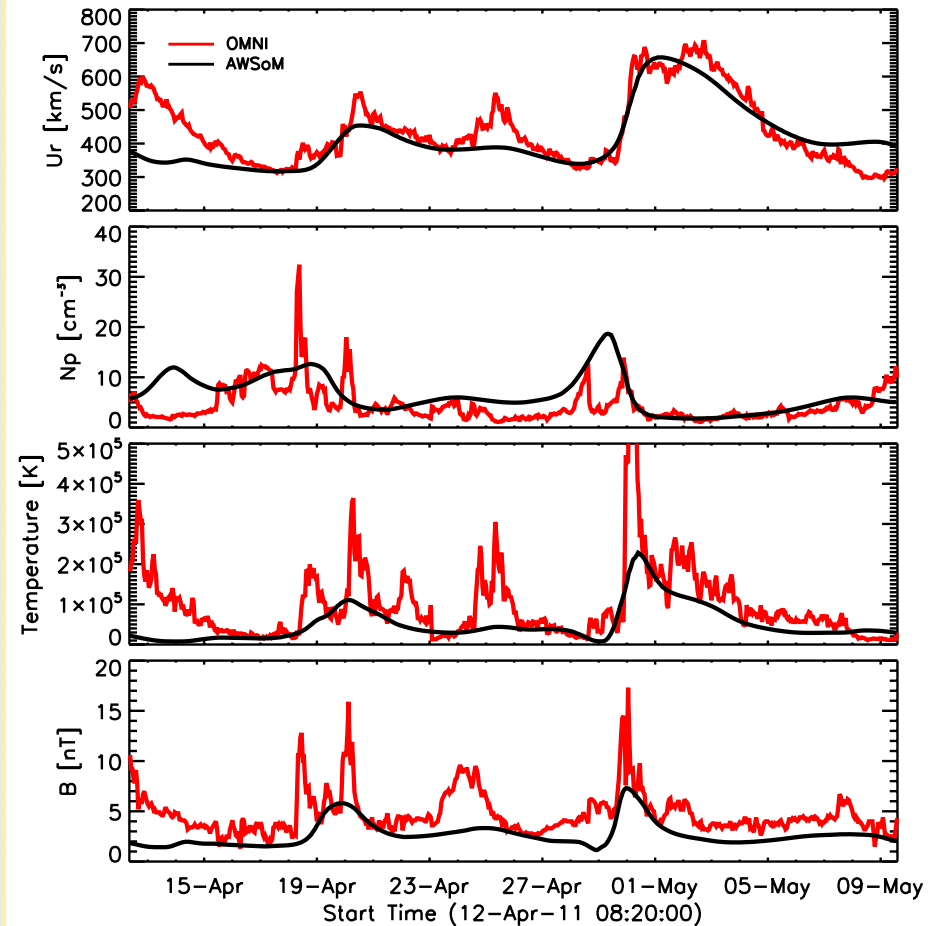 800
700
600
500
400
300
200
Ur [km/s]
OMNI
AWSoM
40
30
20
10
0
Np [cm⁻³]
5×10⁵
4×10⁵
3×10⁵
2×10⁵
1×10⁵
0
Temperature [K]
20
15
10
5
0
B [nT]
15-Apr 19-Apr 23-Apr 27-Apr 01-May 05-May 09-May
Start Time (12-Apr-11 08:20:00)